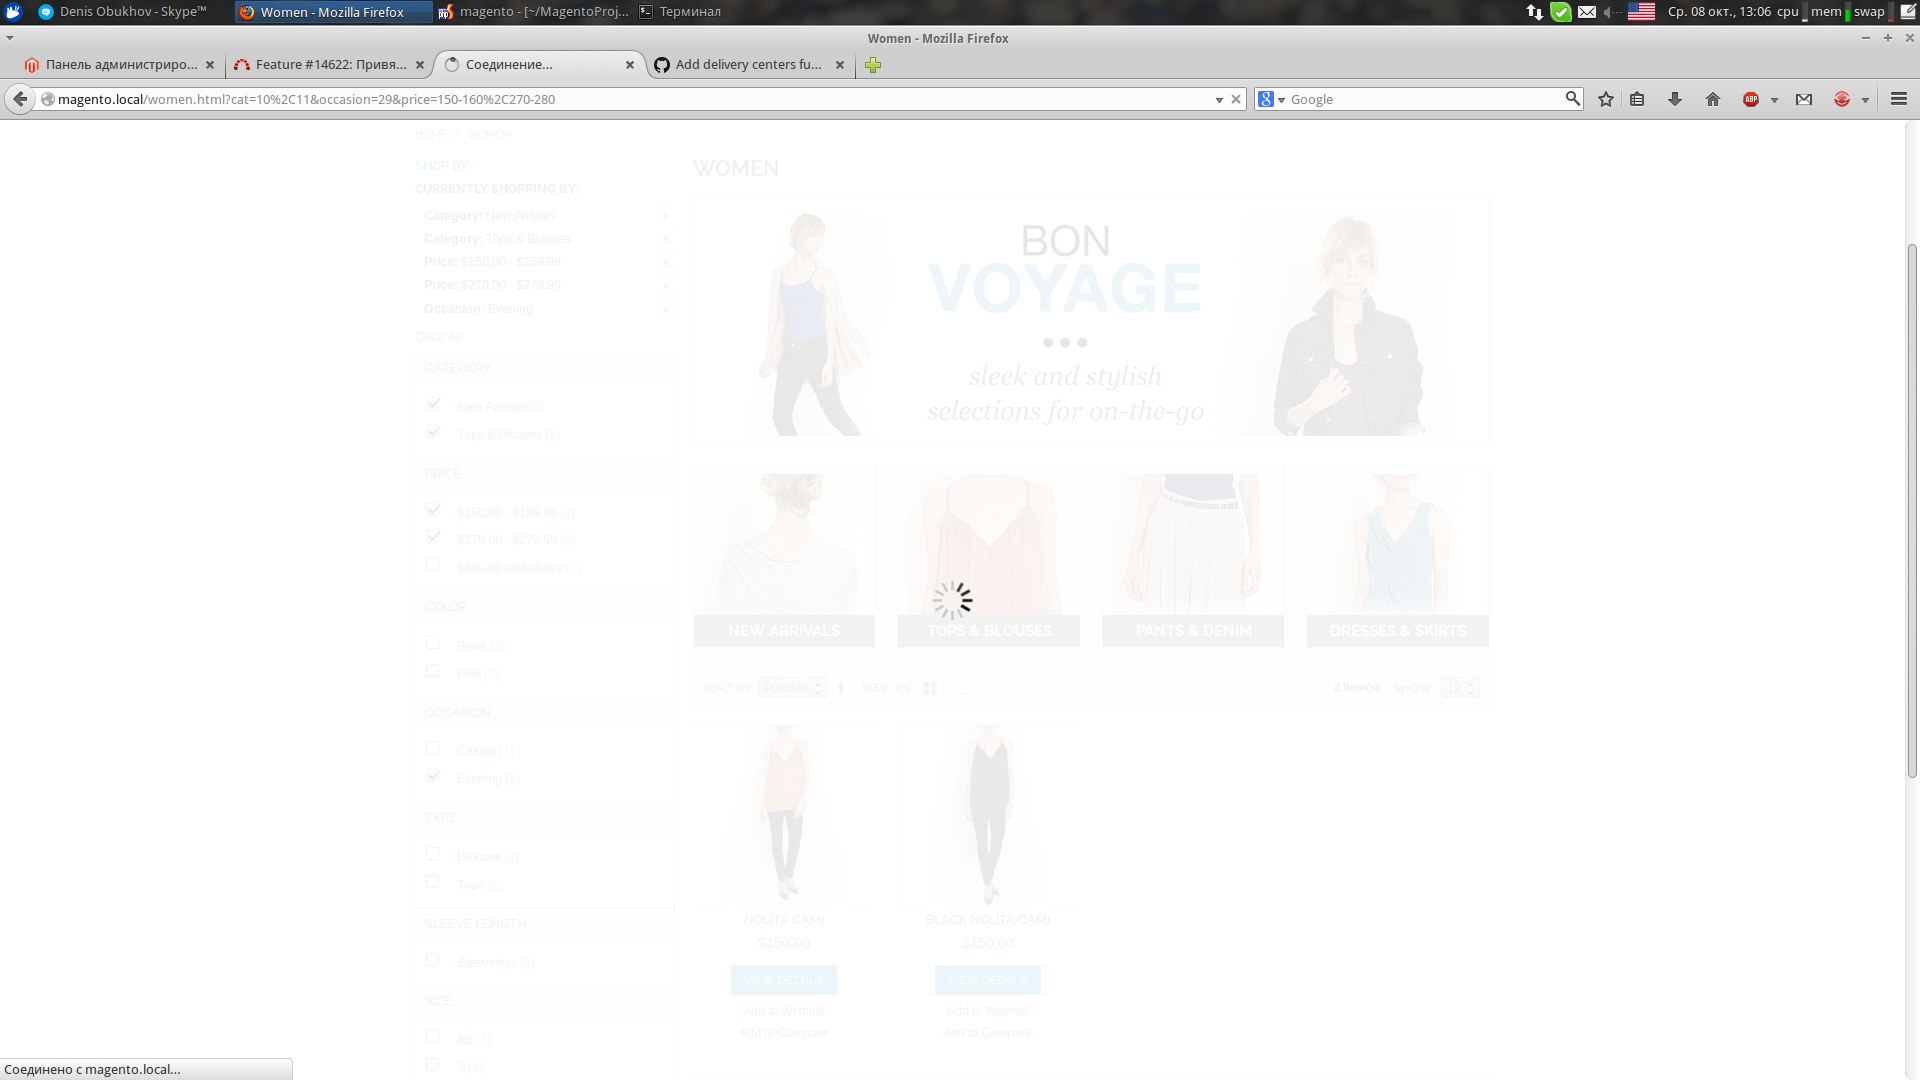 Denis Obukhov - Skype™
Women - Mozilla Firefox
magento - [~/MagentoProj...
Терминал
Ср. 08 окт., 13:06 cpu mem swap
Women - Mozilla Firefox
Панель администриро...
Feature #14622: Привя...
Соединение...
Add delivery centers fu...
magento.local/women.html?cat=10%2C11&occasion=29&price=150-160%2C270-280
Google
HOME / WOMEN
SHOP BY
CURRENTLY SHOPPING BY:
Category: New Arrivals x
Category: Tops & Blouses x
Price: $150.00 - $159.99 x
Price: $270.00 - $279.99 x
Occasion: Evening x
Clear All
CATEGORY
New Arrivals (0)
Tops & Blouses (2)
PRICE
$150.00 - $159.99 (2)
$270.00 - $279.99 (0)
$340.00 and above (1)
COLOR
Black (2)
Pink (2)
OCCASION
Casual (1)
Evening (2)
TYPE
Blouses (2)
Tops (2)
SLEEVE LENGTH
Sleeveless (2)
SIZE
XS (2)
S (2)
WOMEN
BON
VOYAGE
sleek and stylish
selections for on-the-go
NEW ARRIVALS
TOPS & BLOUSES
PANTS & DENIM
DRESSES & SKIRTS
SORT BY Position VIEW AS: 2 Item(s) SHOW 12
NOLITA CAMI
$150.00
VIEW DETAILS
Add to Wishlist
Add to Compare
BLACK NOLITA CAMI
$150.00
VIEW DETAILS
Add to Wishlist
Add to Compare
Соединено с magento.local...